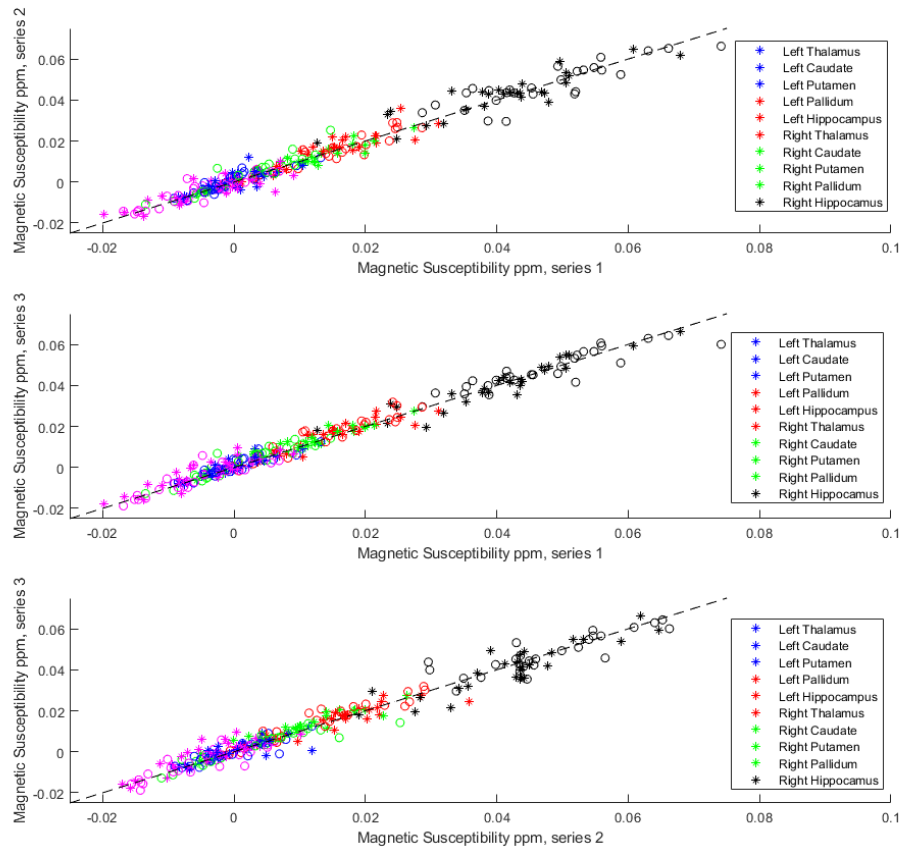 Magnetic Susceptibility ppm, series 2
0.06
0.04
0.02
0
-0.02
-0.02
0
0.02
0.04
0.06
0.08
0.1
Magnetic Susceptibility ppm, series 1
Left Thalamus
Left Caudate
Left Putamen
Left Pallidum
Left Hippocampus
Right Thalamus
Right Caudate
Right Putamen
Right Pallidum
Right Hippocamus
Magnetic Susceptibility ppm, series 3
0.06
0.04
0.02
0
-0.02
-0.02
0
0.02
0.04
0.06
0.08
0.1
Magnetic Susceptibility ppm, series 1
Left Thalamus
Left Caudate
Left Putamen
Left Pallidum
Left Hippocampus
Right Thalamus
Right Caudate
Right Putamen
Right Pallidum
Right Hippocamus
Magnetic Susceptibility ppm, series 3
0.06
0.04
0.02
0
-0.02
-0.02
0
0.02
0.04
0.06
0.08
0.1
Magnetic Susceptibility ppm, series 2
Left Thalamus
Left Caudate
Left Putamen
Left Pallidum
Left Hippocampus
Right Thalamus
Right Caudate
Right Putamen
Right Pallidum
Right Hippocamus